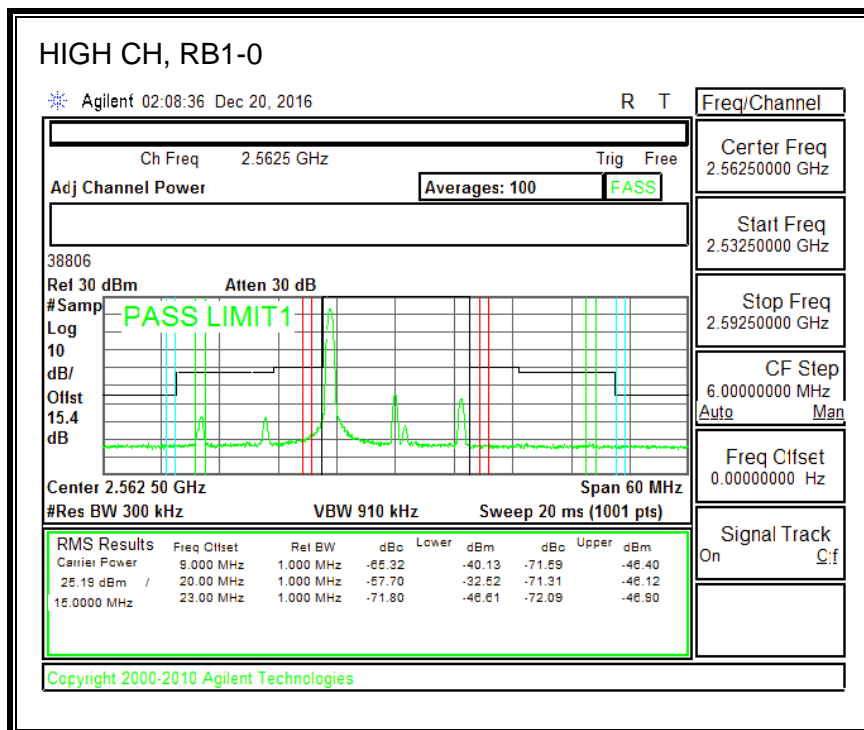 HIGH CH, RB1-0
Agilent 02:08:36 Dec 20, 2016 R T
Freq/Channel
Ch Freq 2.5625 GHz Trig Free
Adj Channel Power Averages: 100 PASS
Center Freq
2.56250000 GHz
Start Freq
2.53250000 GHz
Stop Freq
2.59250000 GHz
CF Step
6.00000000 MHz
Auto Man
Freq Offset
0.00000000 Hz
Signal Track
On Off
38806
Ref 30 dBm Atten 30 dB
#Samp
Log
10
dB/
Offst
15.4
dB
PASS LIMIT1
Center 2.562 50 GHz Span 60 MHz
#Res BW 300 kHz VBW 910 kHz Sweep 20 ms (1001 pts)
RMS Results Freq Offset Ref BW dBc Lower dBm dBc Upper dBm
Carrier Power 9.000 MHz 1.000 MHz -65.32 -40.13 -71.59 -46.40
25.19 dBm / 20.00 MHz 1.000 MHz -57.70 -32.52 -71.31 -46.12
15.0000 MHz 23.00 MHz 1.000 MHz -71.80 -46.61 -72.09 -46.90
Copyright 2000-2010 Agilent Technologies